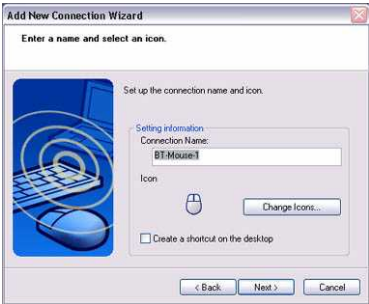 Add New Connection Wizard
Enter a name and select an icon.
Set up the connection name and icon.
Setting information
Connection Name:
BT-Mouse-1
Icon
Change Icons...
Create a shortcut on the desktop
< Back
Next >
Cancel